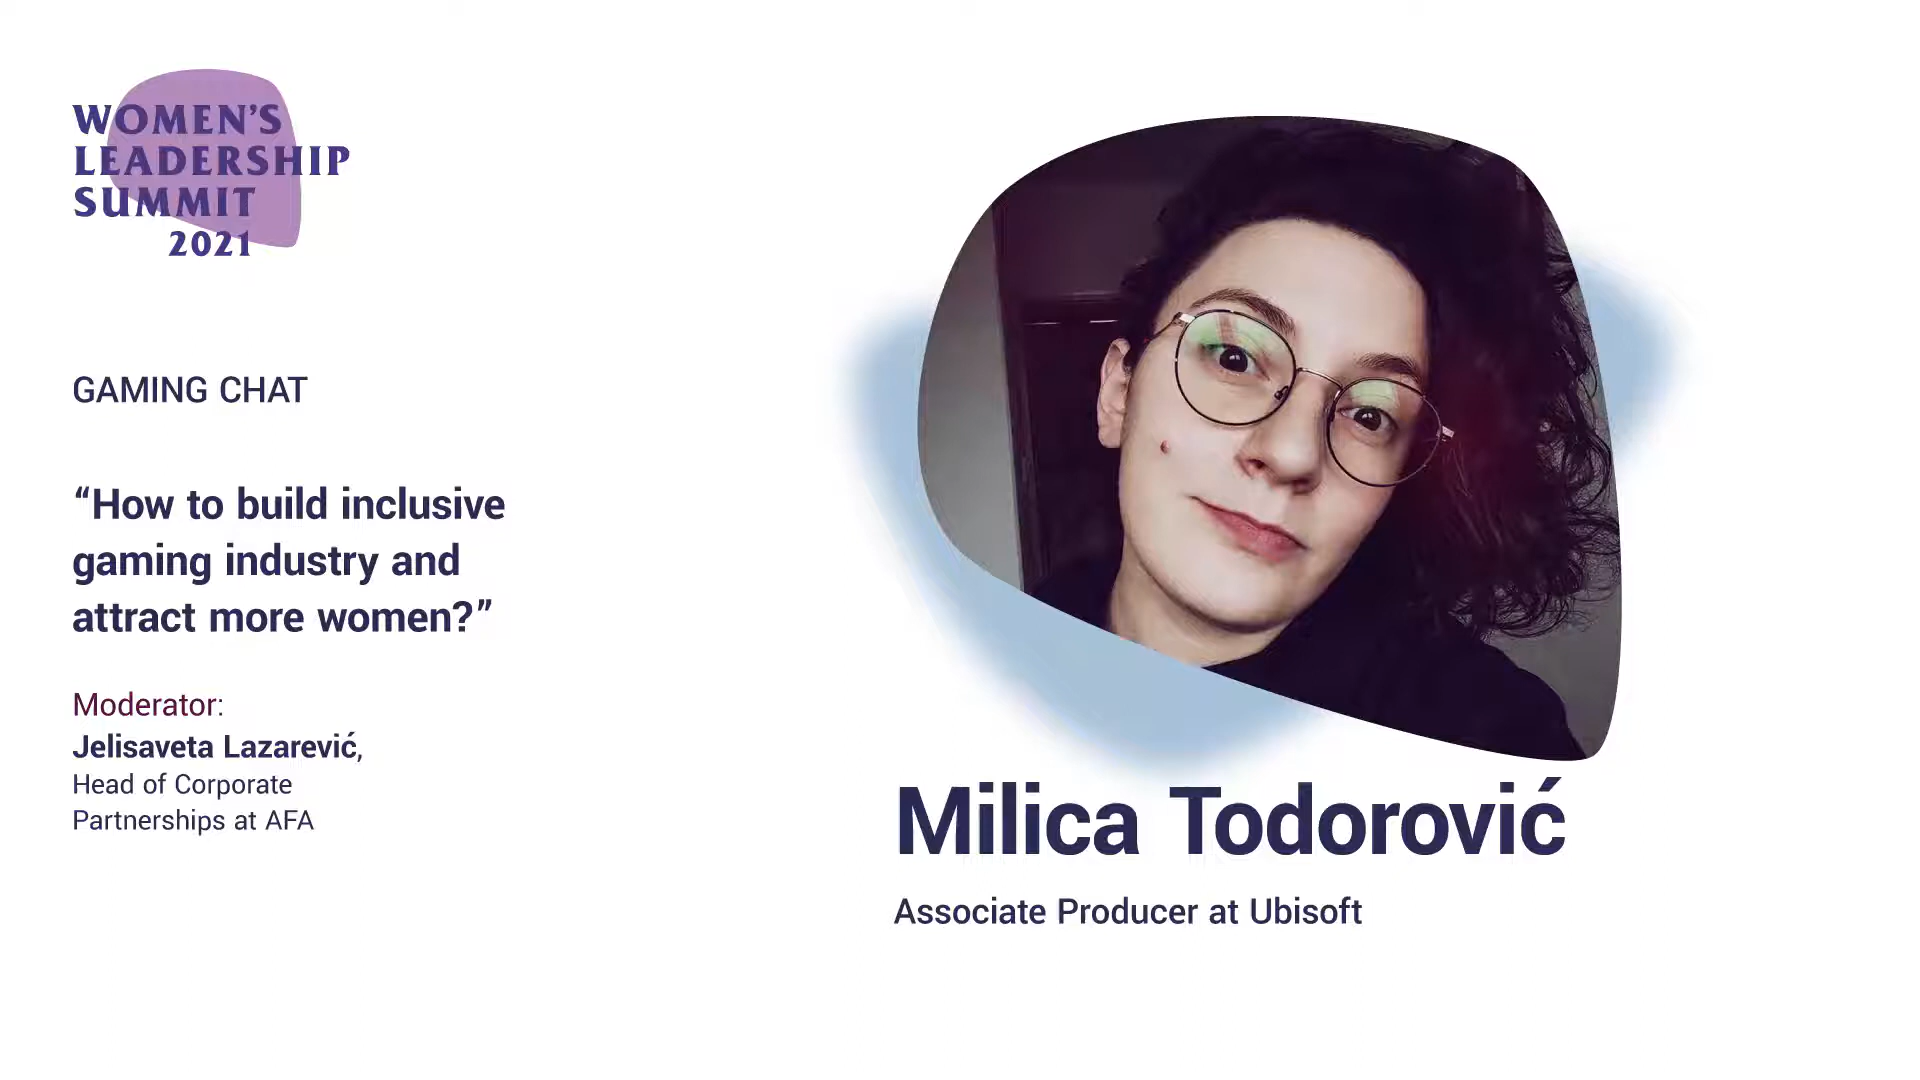 WOMEN'S
LEADERSHIP
SUMMIT
2021
GAMING CHAT
“How to build inclusive
gaming industry and
attract more women?”
Moderator:
Jelisaveta Lazarević,
Head of Corporate
Partnerships at AFA
Milica Todorović
Associate Producer at Ubisoft